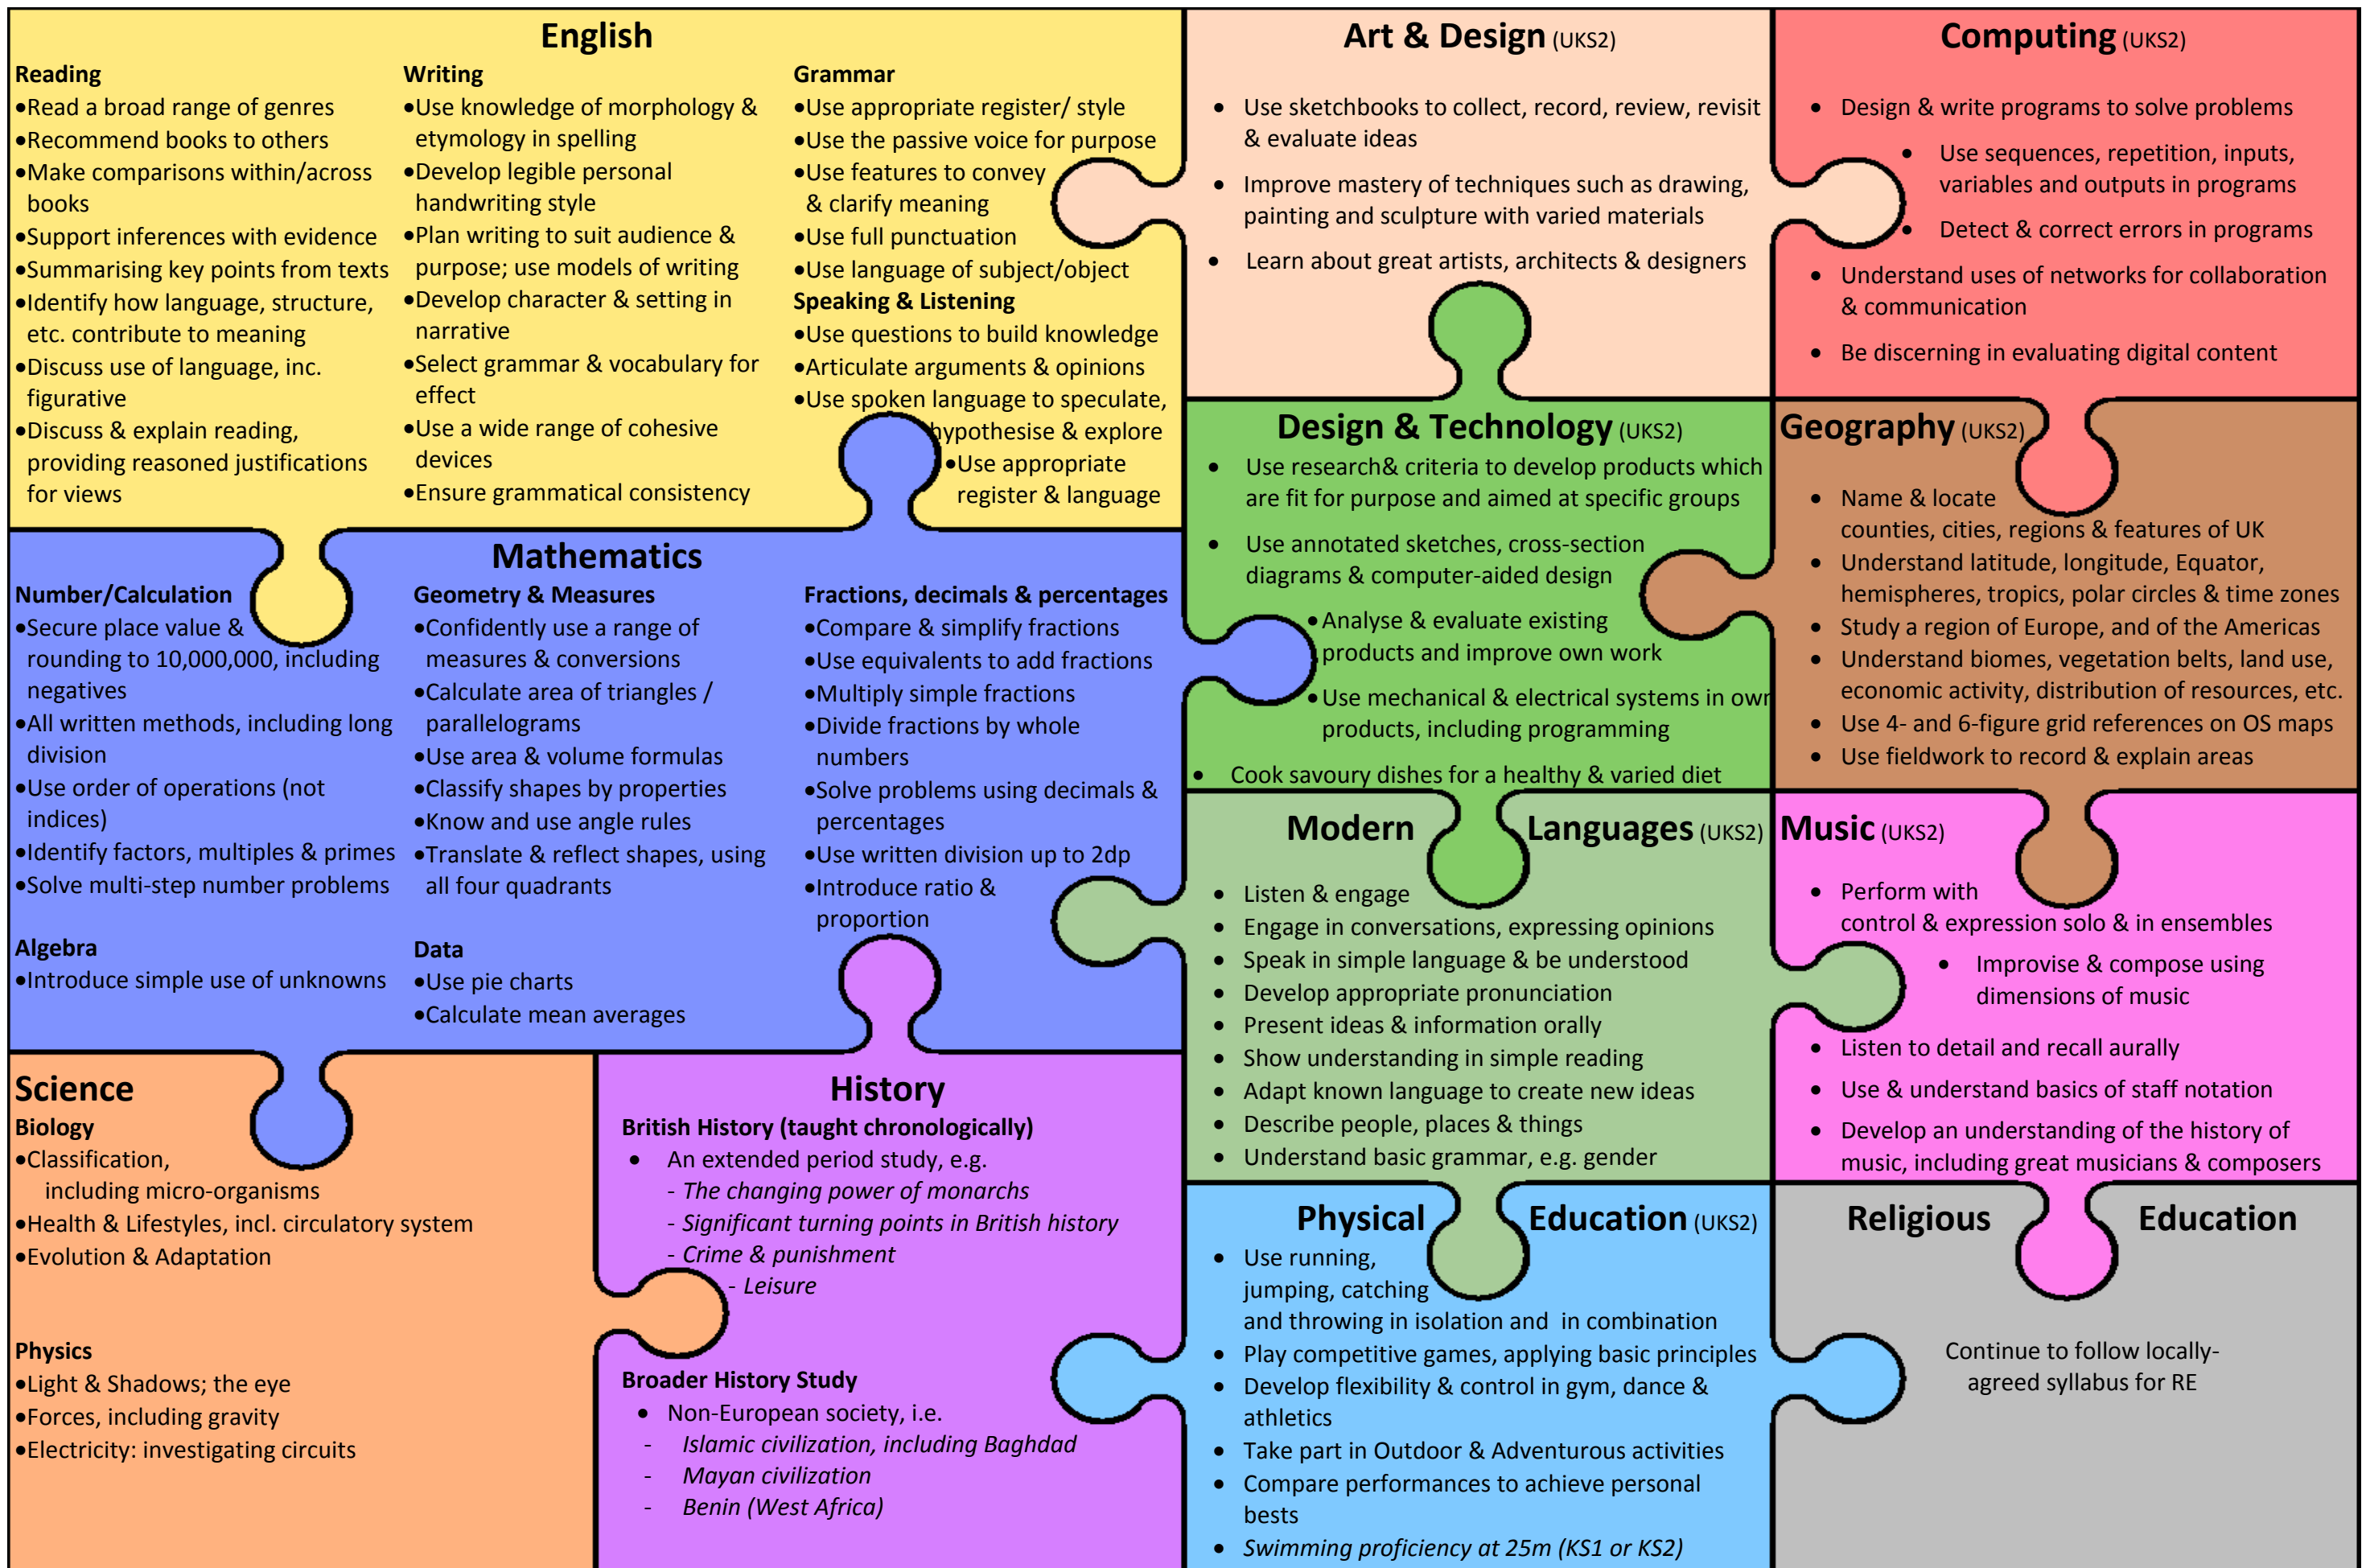 English
Reading
•Read a broad range of genres
•Recommend books to others
•Make comparisons within/across
books
•Support inferences with evidence
•Summarising key points from texts
•Identify how language, structure,
etc. contribute to meaning
•Discuss use of language, inc.
figurative
•Discuss & explain reading,
providing reasoned justifications
for views
Writing
•Use knowledge of morphology &
etymology in spelling
•Develop legible personal
handwriting style
•Plan writing to suit audience &
purpose; use models of writing
•Develop character & setting in
narrative
•Select grammar & vocabulary for
effect
•Use a wide range of cohesive
devices
•Ensure grammatical consistency
Grammar
•Use appropriate register/ style
•Use the passive voice for purpose
•Use features to convey
& clarify meaning
•Use full punctuation
•Use language of subject/object
Speaking & Listening
•Use questions to build knowledge
•Articulate arguments & opinions
•Use spoken language to speculate,
hypothesise & explore
•Use appropriate
register & language
Art & Design (UKS2)
• Use sketchbooks to collect, record, review, revisit
& evaluate ideas
• Improve mastery of techniques such as drawing,
painting and sculpture with varied materials
• Learn about great artists, architects & designers
Computing (UKS2)
• Design & write programs to solve problems
• Use sequences, repetition, inputs,
variables and outputs in programs
• Detect & correct errors in programs
• Understand uses of networks for collaboration
& communication
• Be discerning in evaluating digital content
Mathematics
Number/Calculation
•Secure place value &
rounding to 10,000,000, including
negatives
•All written methods, including long
division
•Use order of operations (not
indices)
•Identify factors, multiples & primes
•Solve multi-step number problems
Algebra
•Introduce simple use of unknowns
Geometry & Measures
•Confidently use a range of
measures & conversions
•Calculate area of triangles /
parallelograms
•Use area & volume formulas
•Classify shapes by properties
•Know and use angle rules
•Translate & reflect shapes, using
all four quadrants
Data
•Use pie charts
•Calculate mean averages
Fractions, decimals & percentages
•Compare & simplify fractions
•Use equivalents to add fractions
•Multiply simple fractions
•Divide fractions by whole
numbers
•Solve problems using decimals &
percentages
•Use written division up to 2dp
•Introduce ratio &
proportion
Design & Technology (UKS2)
• Use research& criteria to develop products which
are fit for purpose and aimed at specific groups
• Use annotated sketches, cross-section
diagrams & computer-aided design
•Analyse & evaluate existing
products and improve own work
•Use mechanical & electrical systems in own
products, including programming
• Cook savoury dishes for a healthy & varied diet
Geography (UKS2)
• Name & locate
counties, cities, regions & features of UK
• Understand latitude, longitude, Equator,
hemispheres, tropics, polar circles & time zones
• Study a region of Europe, and of the Americas
• Understand biomes, vegetation belts, land use,
economic activity, distribution of resources, etc.
• Use 4- and 6-figure grid references on OS maps
• Use fieldwork to record & explain areas
Modern Languages (UKS2)
• Listen & engage
• Engage in conversations, expressing opinions
• Speak in simple language & be understood
• Develop appropriate pronunciation
• Present ideas & information orally
• Show understanding in simple reading
• Adapt known language to create new ideas
• Describe people, places & things
• Understand basic grammar, e.g. gender
Music (UKS2)
• Perform with
control & expression solo & in ensembles
• Improvise & compose using
dimensions of music
• Listen to detail and recall aurally
• Use & understand basics of staff notation
• Develop an understanding of the history of
music, including great musicians & composers
Science
Biology
•Classification,
including micro-organisms
•Health & Lifestyles, incl. circulatory system
•Evolution & Adaptation
Physics
•Light & Shadows; the eye
•Forces, including gravity
•Electricity: investigating circuits
History
British History (taught chronologically)
• An extended period study, e.g.
- The changing power of monarchs
- Significant turning points in British history
- Crime & punishment
- Leisure
Broader History Study
• Non-European society, i.e.
- Islamic civilization, including Baghdad
- Mayan civilization
- Benin (West Africa)
Physical Education (UKS2)
• Use running,
jumping, catching
and throwing in isolation and in combination
• Play competitive games, applying basic principles
• Develop flexibility & control in gym, dance &
athletics
• Take part in Outdoor & Adventurous activities
• Compare performances to achieve personal
bests
• Swimming proficiency at 25m (KS1 or KS2)
Religious Education
Continue to follow locally-
agreed syllabus for RE